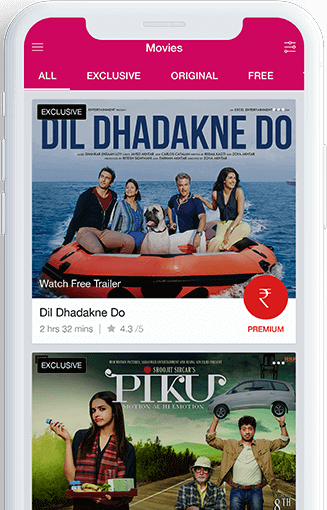 Movies
ALL EXCLUSIVE ORIGINAL FREE
EXCLUSIVE
DIL DHADAKNE DO
Watch Free Trailer
₹
Dil Dhadakne Do
2 hrs 32 mins | ★ 4.3 /5
PREMIUM
EXCLUSIVE
SHOOJIT SIRCAR'S
PIKU
MOTION SE HI EMOTION